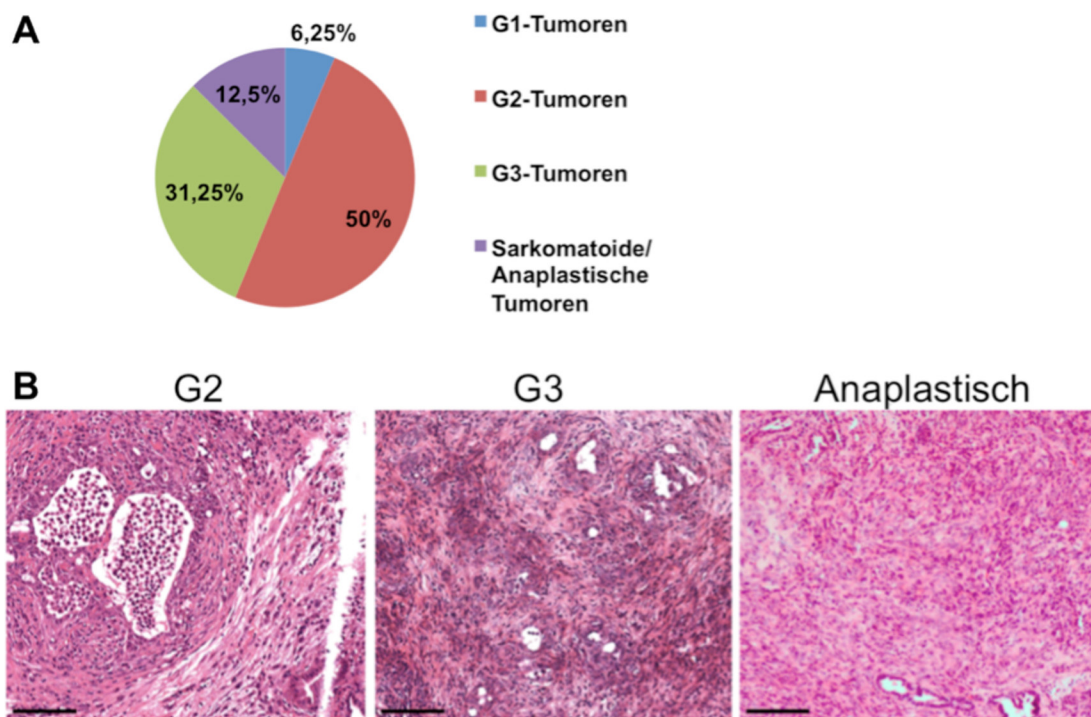 A
6,25%
12,5%
31,25%
50%
G1-Tumoren
G2-Tumoren
G3-Tumoren
Sarkomatoide/
Anaplastische
Tumoren
B
G2
G3
Anaplastisch